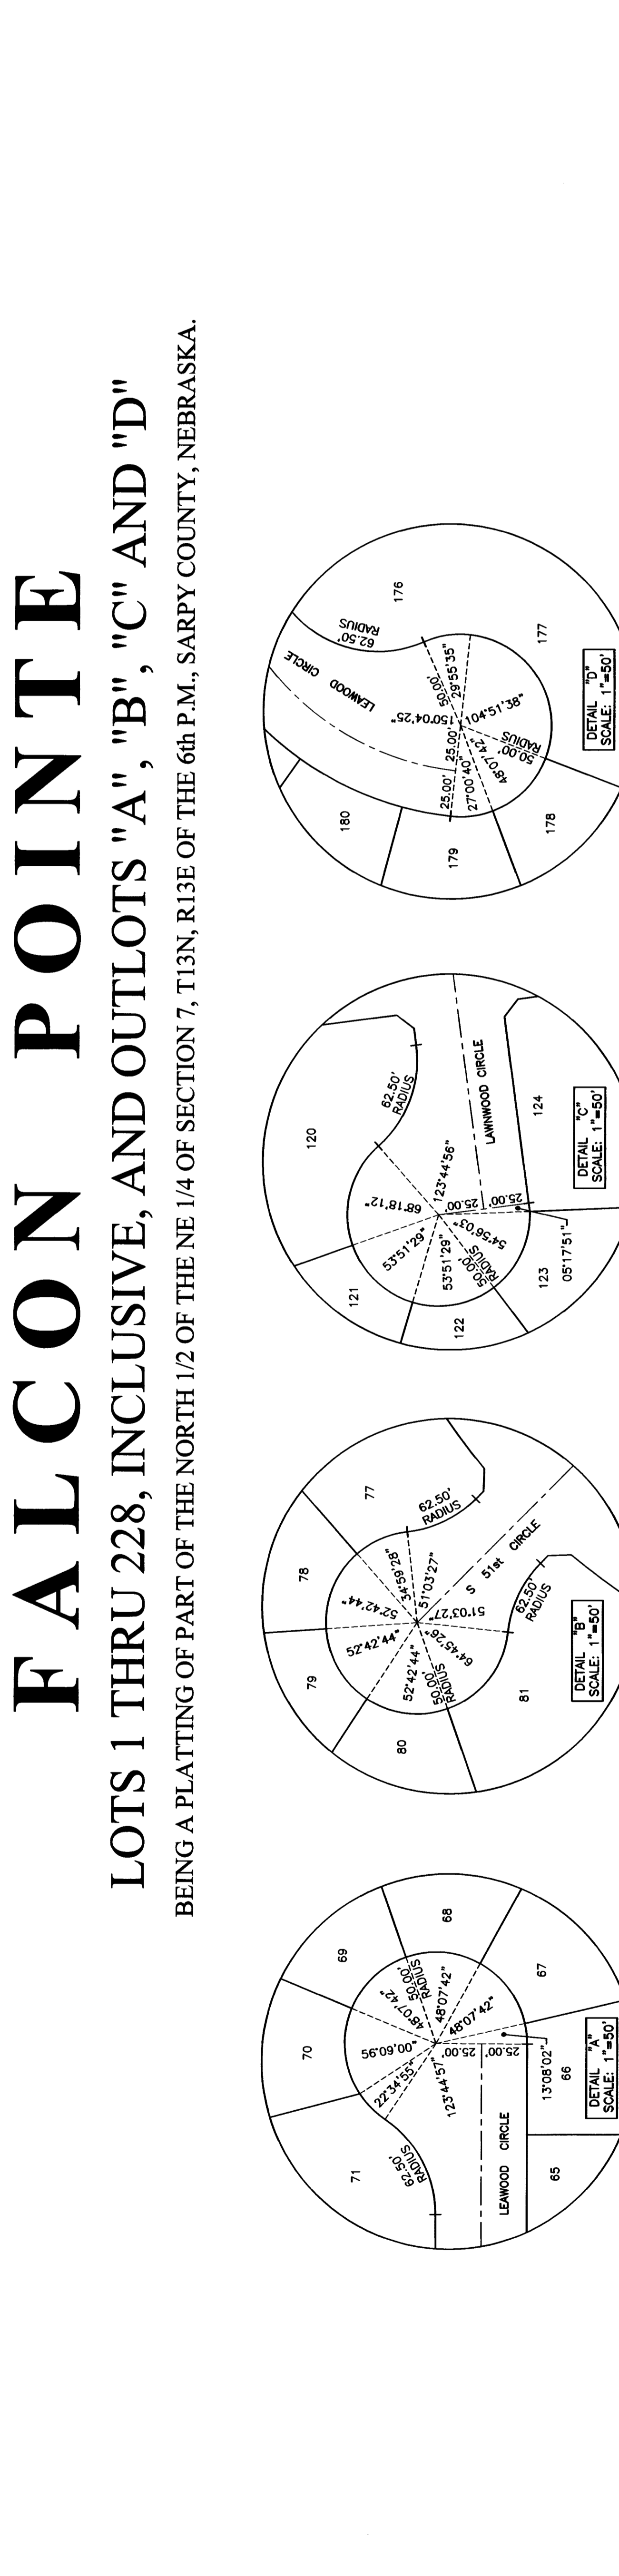 FALCON POINTE
LOTS 1 THRU 228, INCLUSIVE, AND OUTLOTS "A", "B", "C" AND "D"
BEING A PLATTING OF PART OF THE NORTH 1/2 OF THE NE 1/4 OF SECTION 7, T13N, R13E OF THE 6th P.M., SARPY COUNTY, NEBRASKA.
71
70
69
68
67
66
65
62.50'
RADIUS
22°34'55"
56°09'00"
48°07'42"
50.00'
RADIUS
48°07'42"
48°07'42"
123°44'57"
25.00'
25.00'
13°08'02"
LEAWOOD CIRCLE
DETAIL "A"
SCALE: 1"=50'
77
78
79
80
81
62.50'
RADIUS
34°59'28"
52°42'44"
52°42'44"
52°42'44"
50.00'
RADIUS
64°45'26"
51°03'27"
51°03'27"
S 51st CIRCLE
62.50'
RADIUS
DETAIL "B"
SCALE: 1"=50'
120
121
122
123
124
62.50'
RADIUS
68°18'12"
53°51'29"
53°51'29"
50.00'
RADIUS
54°56'03"
123°44'56"
25.00'
25.00'
05°17'51"
LAWNWOOD CIRCLE
DETAIL "C"
SCALE: 1"=50'
176
177
178
179
180
62.50'
RADIUS
LEAWOOD CIRCLE
50.00'
29°55'35"
150°04'25"
104°51'38"
25.00'
25.00'
27°00'40"
48°07'42"
50.00'
RADIUS
DETAIL "D"
SCALE: 1"=50'